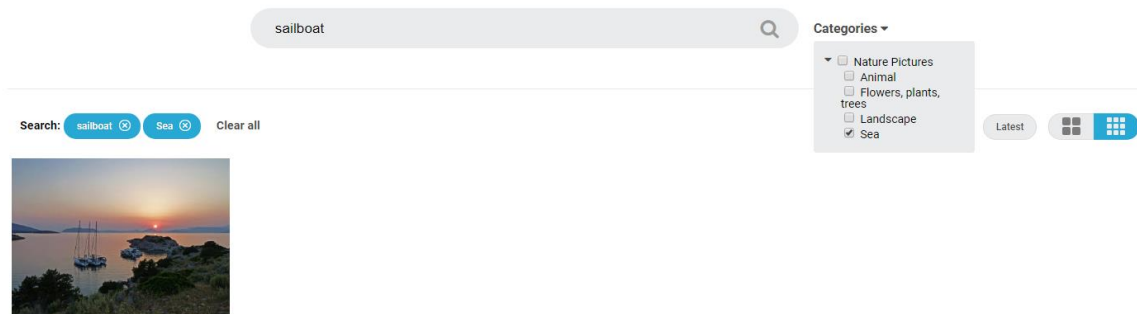 sailboat
Categories
Nature Pictures
Animal
Flowers, plants,
trees
Landscape
Sea
Search: sailboat Sea Clear all
Latest